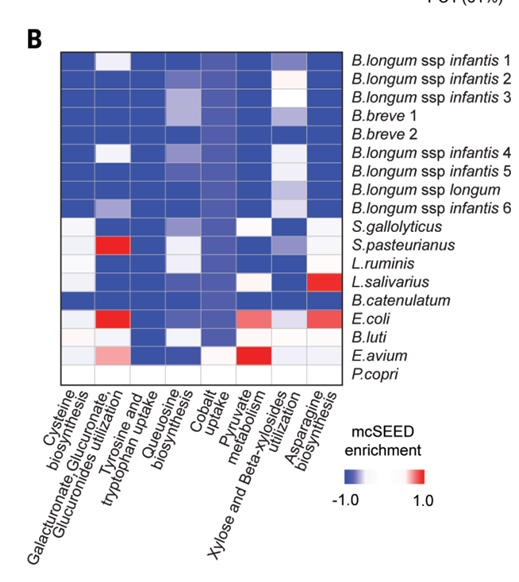 B
B.longum ssp infantis 1
B.longum ssp infantis 2
B.longum ssp infantis 3
B.breve 1
B.breve 2
B.longum ssp infantis 4
B.longum ssp infantis 5
B.longum ssp longum
B.longum ssp infantis 6
S.gallolyticus
S.pasteurianus
L.ruminis
L.salivarius
B.catenulatum
E.coli
B.luti
E.avium
P.copri
Cysteine
biosynthesis
Galacturonate,Glucuronate,
Glucuronides utilization
Tyrosine and
tryptophan uptake
Queuosine
biosynthesis
Cobalt
uptake
Pyruvate
metabolism
Xylose and Beta-xylosides
utilization
Asparagine
biosynthesis
mcSEED
enrichment
-1.0 1.0